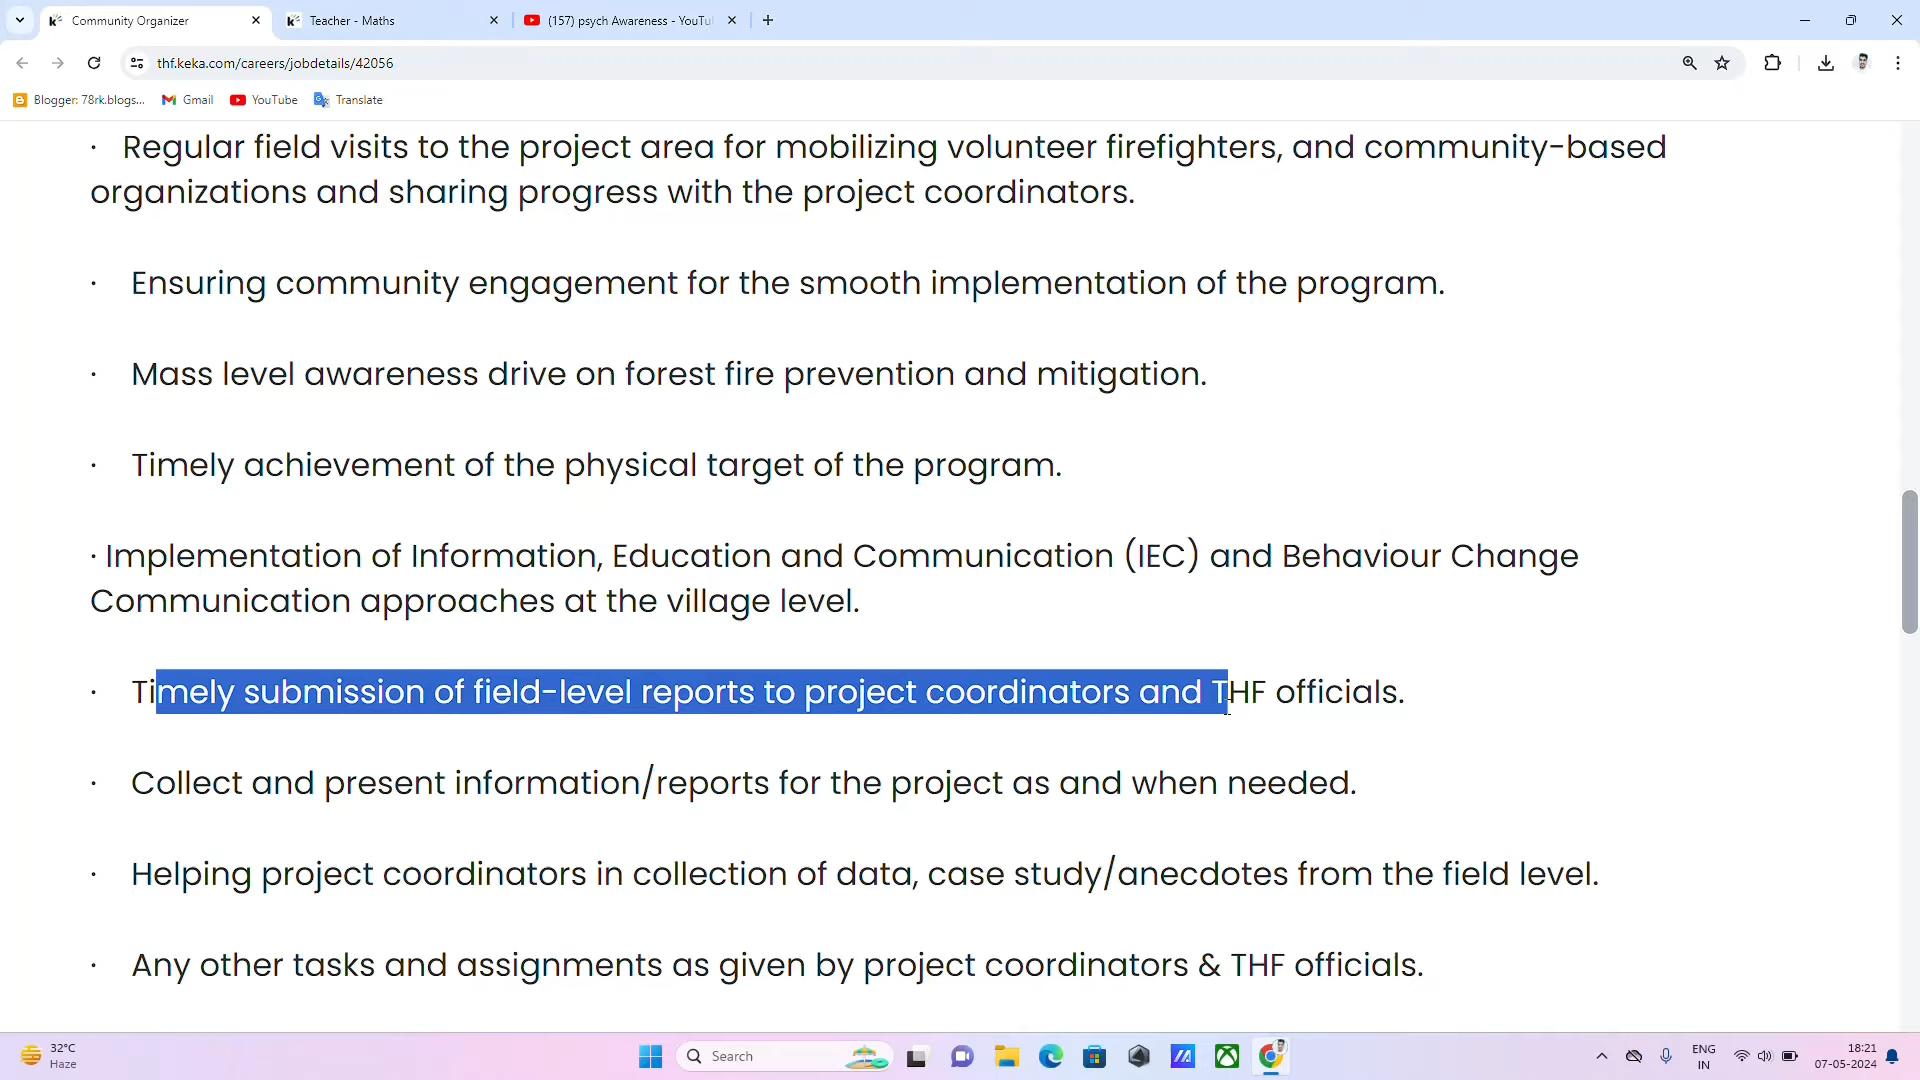 Community Organizer
Teacher - Maths
(157) psych Awareness - YouTu
thf.keka.com/careers/jobdetails/42056
Blogger: 78rk.blogs...
Gmail
YouTube
Translate
· Regular field visits to the project area for mobilizing volunteer firefighters, and community-based
organizations and sharing progress with the project coordinators.
· Ensuring community engagement for the smooth implementation of the program.
· Mass level awareness drive on forest fire prevention and mitigation.
· Timely achievement of the physical target of the program.
· Implementation of Information, Education and Communication (IEC) and Behaviour Change
Communication approaches at the village level.
· Timely submission of field-level reports to project coordinators and THF officials.
· Collect and present information/reports for the project as and when needed.
· Helping project coordinators in collection of data, case study/anecdotes from the field level.
· Any other tasks and assignments as given by project coordinators & THF officials.
32°C
Haze
Search
ENG
IN
18:21
07-05-2024